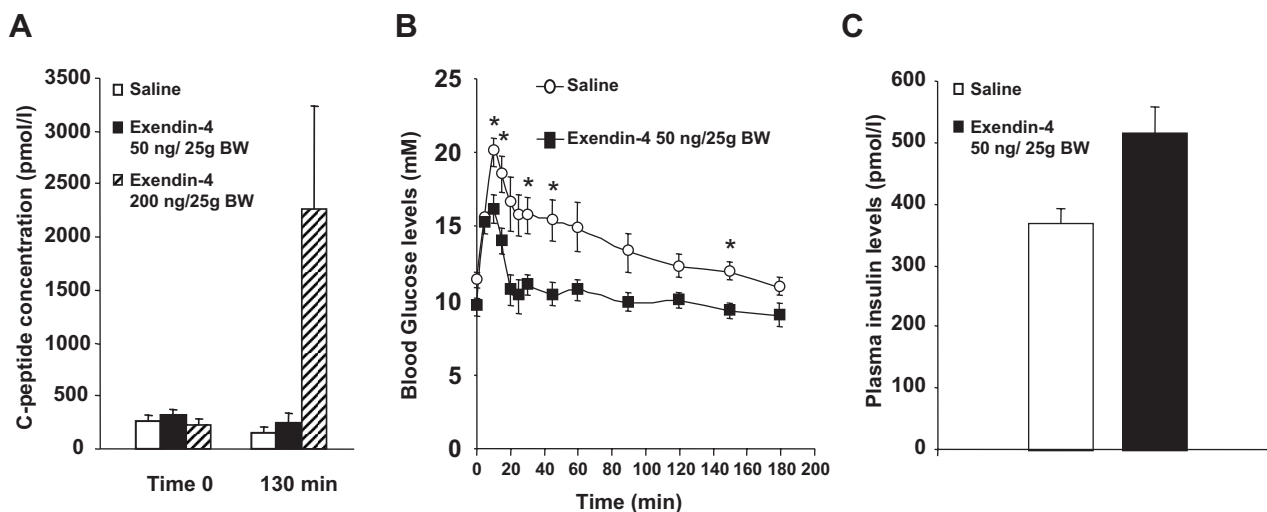 A
C-peptide concentration (pmol/l)
3500
3000
2500
2000
1500
1000
500
0
Saline
Exendin-4
50 ng/ 25g BW
Exendin-4
200 ng/25g BW
Time 0
130 min
B
Blood Glucose levels (mM)
25
20
15
10
5
0
Saline
Exendin-4 50 ng/25g BW
* * * * *
0 20 40 60 80 100 120 140 160 180 200
Time (min)
C
Plasma insulin levels (pmol/l)
600
500
400
300
200
100
0
Saline
Exendin-4
50 ng/ 25g BW